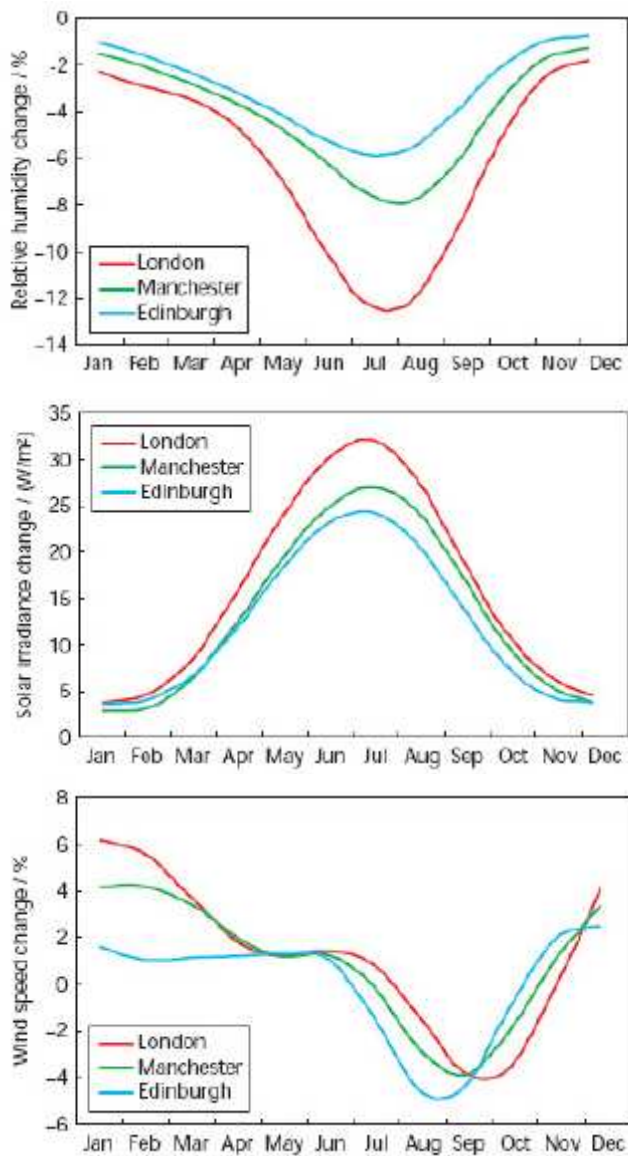 Relative humidity change / %
0
-2
-4
-6
-8
-10
-12
-14
London
Manchester
Edinburgh
Jan Feb Mar Apr May Jun Jul Aug Sep Oct Nov Dec
Solar irradiance change / (W/m²)
35
30
25
20
15
10
5
0
London
Manchester
Edinburgh
Jan Feb Mar Apr May Jun Jul Aug Sep Oct Nov Dec
Wind speed change / %
8
6
4
2
0
-2
-4
-6
London
Manchester
Edinburgh
Jan Feb Mar Apr May Jun Jul Aug Sep Oct Nov Dec